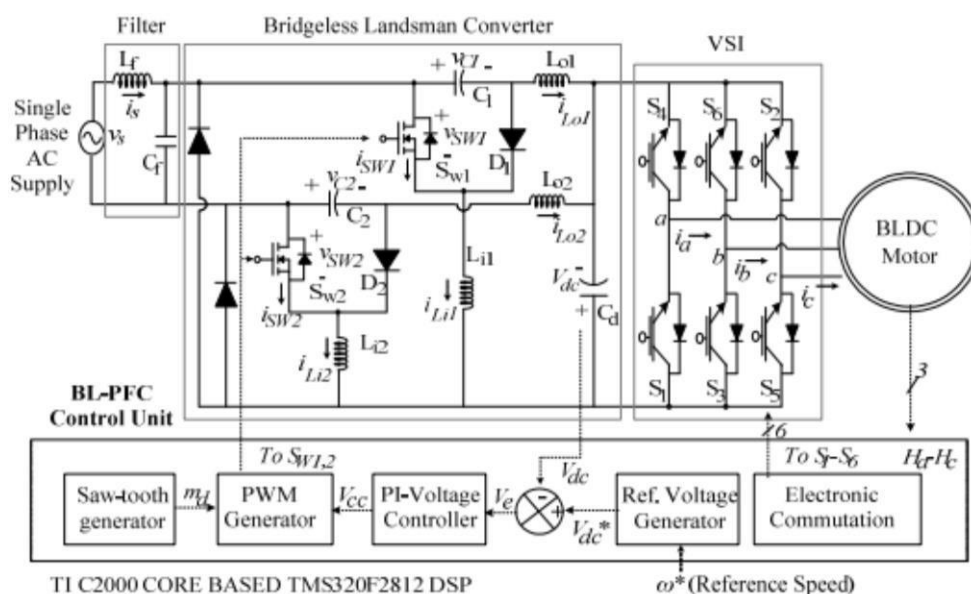 Filter
Bridgeless Landsman Converter
VSI
Lf
is
Single
Phase
AC
Supply
vs
Cf
+ vC1 -
C1
Lo1
iLo1
+
vSW1
-
iSW1
Sw1
D1
+ vC2 -
C2
Lo2
iLo2
+
vSW2
-
iSW2
Sw2
D2
Li1
iLi1
Li2
iLi2
Vdc -
+ Cd
S4
S6
S2
a
ia
b
ib
c
ic
S1
S3
S5
BLDC
Motor
3
6
BL-PFC
Control Unit
To SW1,2
Vdc
To S1-S6
Ha-Hc
Saw-tooth
generator
md
PWM
Generator
Vcc
PI-Voltage
Controller
Ve
-
+
Vdc*
Ref. Voltage
Generator
Electronic
Commutation
TI C2000 CORE BASED TMS320F2812 DSP
ω* (Reference Speed)